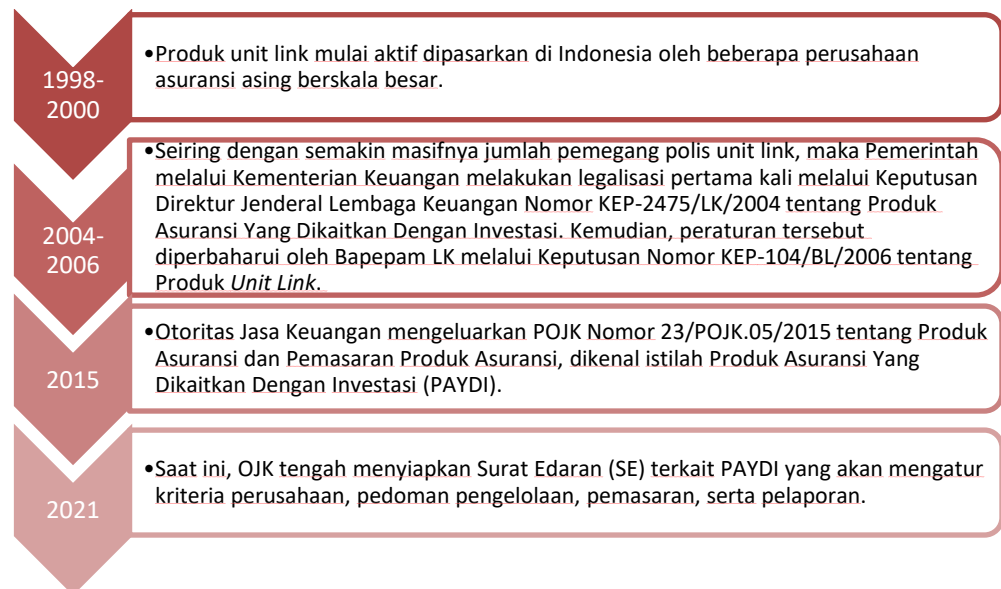 1998-
2000
•Produk unit link mulai aktif dipasarkan di Indonesia oleh beberapa perusahaan
asuransi asing berskala besar.
2004-
2006
•Seiring dengan semakin masifnya jumlah pemegang polis unit link, maka Pemerintah
melalui Kementerian Keuangan melakukan legalisasi pertama kali melalui Keputusan
Direktur Jenderal Lembaga Keuangan Nomor KEP-2475/LK/2004 tentang Produk
Asuransi Yang Dikaitkan Dengan Investasi. Kemudian, peraturan tersebut
diperbaharui oleh Bapepam LK melalui Keputusan Nomor KEP-104/BL/2006 tentang
Produk Unit Link.
2015
•Otoritas Jasa Keuangan mengeluarkan POJK Nomor 23/POJK.05/2015 tentang Produk
Asuransi dan Pemasaran Produk Asuransi, dikenal istilah Produk Asuransi Yang
Dikaitkan Dengan Investasi (PAYDI).
2021
•Saat ini, OJK tengah menyiapkan Surat Edaran (SE) terkait PAYDI yang akan mengatur
kriteria perusahaan, pedoman pengelolaan, pemasaran, serta pelaporan.